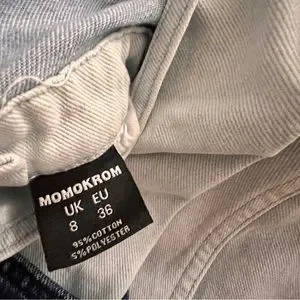 MOMOKROM
UK EU
8 36
95% COTTON
5% POLYESTER